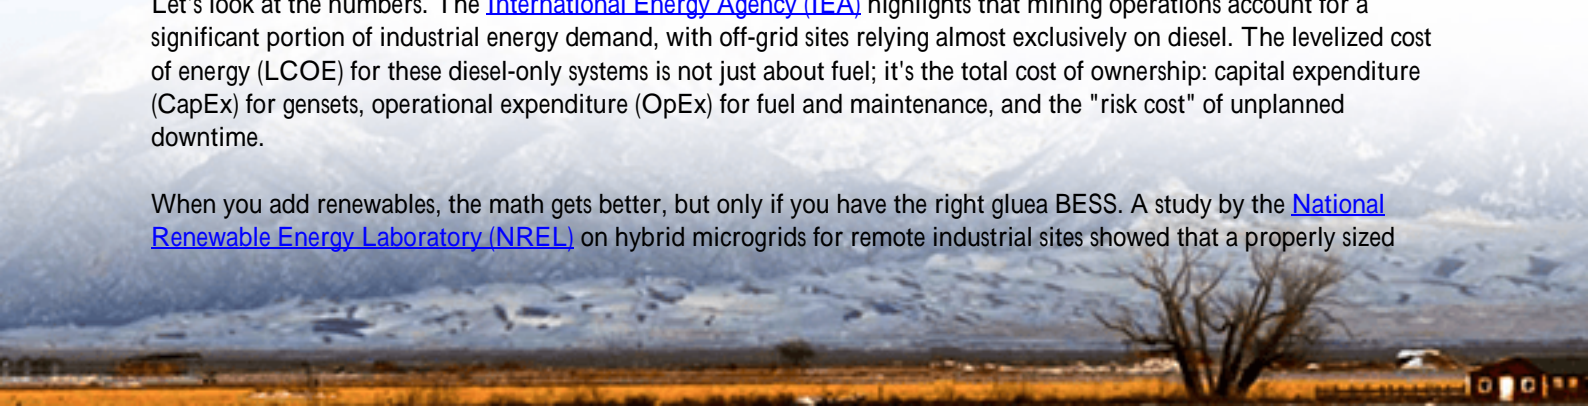 Let's look at the numbers. The International Energy Agency (IEA) highlights that mining operations account for a
significant portion of industrial energy demand, with off-grid sites relying almost exclusively on diesel. The levelized cost
of energy (LCOE) for these diesel-only systems is not just about fuel; it's the total cost of ownership: capital expenditure
(CapEx) for gensets, operational expenditure (OpEx) for fuel and maintenance, and the "risk cost" of unplanned
downtime.
When you add renewables, the math gets better, but only if you have the right gluea BESS. A study by the National
Renewable Energy Laboratory (NREL) on hybrid microgrids for remote industrial sites showed that a properly sized